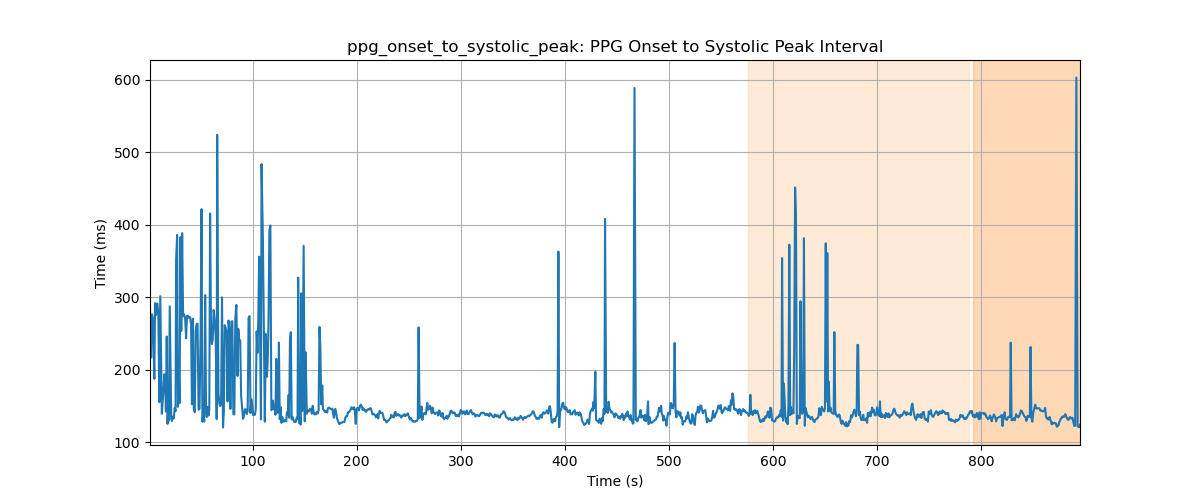 ppg_onset_to_systolic_peak: PPG Onset to Systolic Peak Interval
600
500
400
300
200
100
Time (ms)
100 200 300 400 500 600 700 800
Time (s)